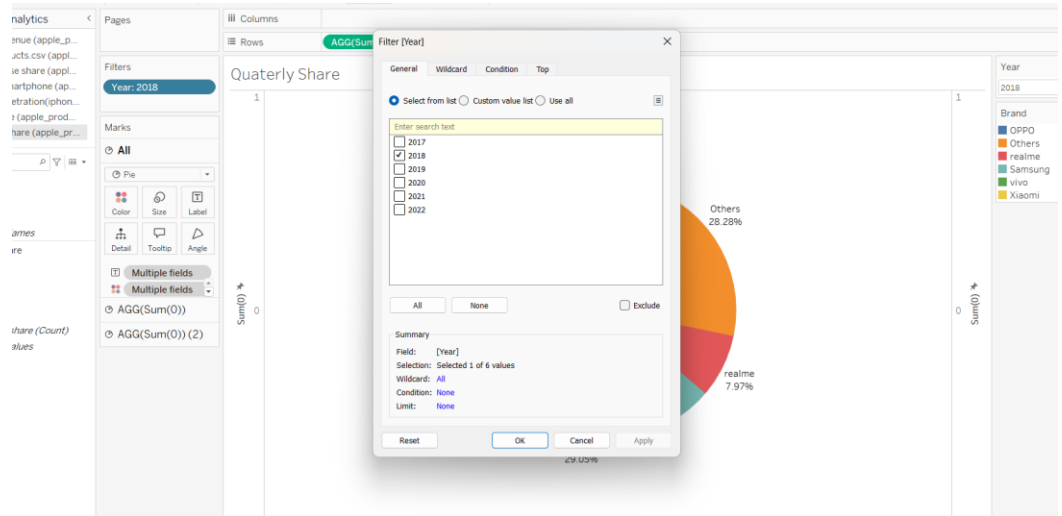 nalytics
Pages
Columns
enue (apple_p...
ucts.csv (appl...
se share (appl...
artphone (ap...
etration(iphon...
e (apple_prod...
hare (apple_pr...
ames
re
hare (Count)
alues
Filters
Year: 2018
Marks
All
Pie
Color
Size
Label
Detail
Tooltip
Angle
Multiple fields
Multiple fields
AGG(Sum(0))
AGG(Sum(0)) (2)
Rows
AGG(Sum
Quaterly Share
1
0
Sum(0)
Filter [Year]
General
Wildcard
Condition
Top
Select from list
Custom value list
Use all
Enter search text
2017
2018
2019
2020
2021
2022
All
None
Exclude
Summary
Field: [Year]
Selection: Selected 1 of 6 values
Wildcard: All
Condition: None
Limit: None
Reset
OK
Cancel
Apply
Others
28.28%
realme
7.97%
29.05%
1
0
Sum(0)
Year
2018
Brand
OPPO
Others
realme
Samsung
vivo
Xiaomi